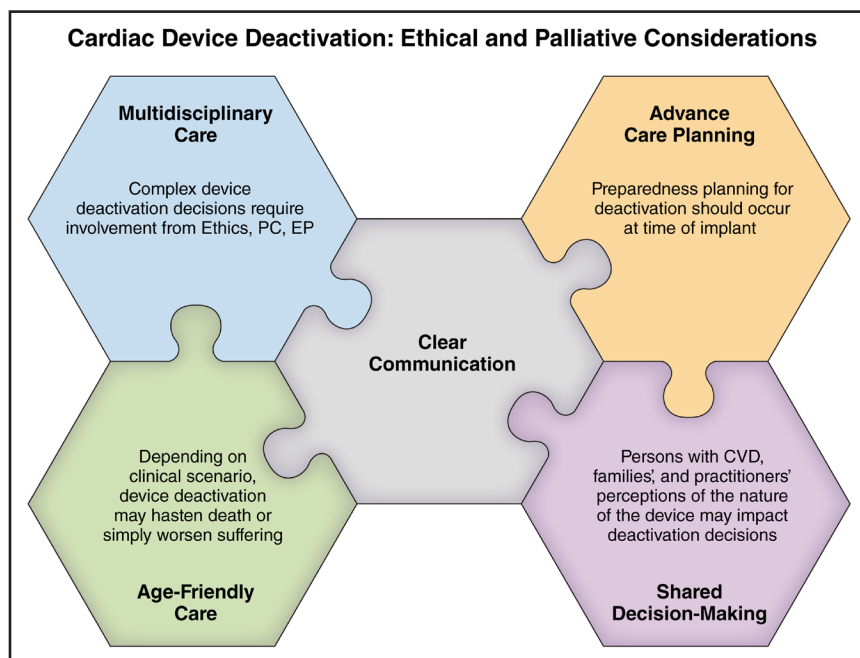 Cardiac Device Deactivation: Ethical and Palliative Considerations
Multidisciplinary
Care
Complex device
deactivation decisions require
involvement from Ethics, PC, EP
Advance
Care Planning
Preparedness planning for
deactivation should occur
at time of implant
Clear
Communication
Depending on
clinical scenario,
device deactivation
may hasten death or
simply worsen suffering
Age-Friendly
Care
Persons with CVD,
families’, and practitioners’
perceptions of the nature
of the device may impact
deactivation decisions
Shared
Decision-Making